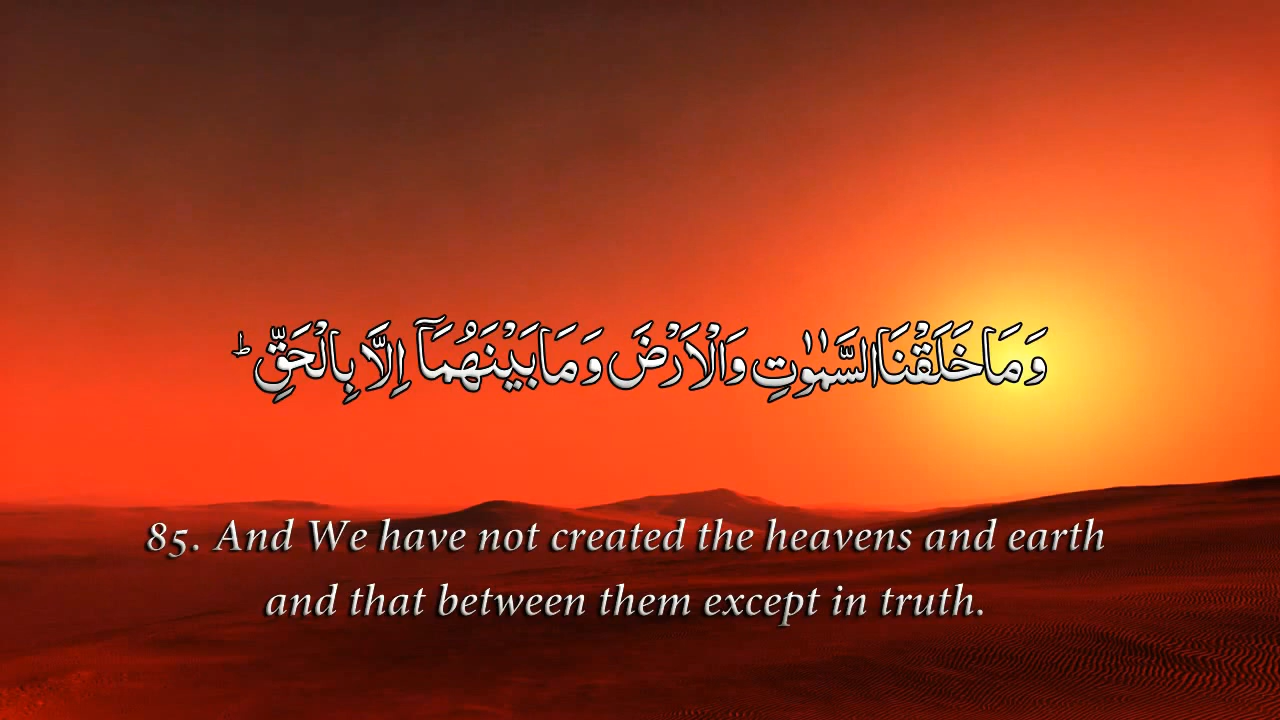 وَمَا خَلَقْنَا السَّمٰوٰتِ وَالْاَرْضَ وَمَا بَيْنَهُمَآ اِلَّا بِالْحَقِّ ؕ
85. And We have not created the heavens and earth
and that between them except in truth.